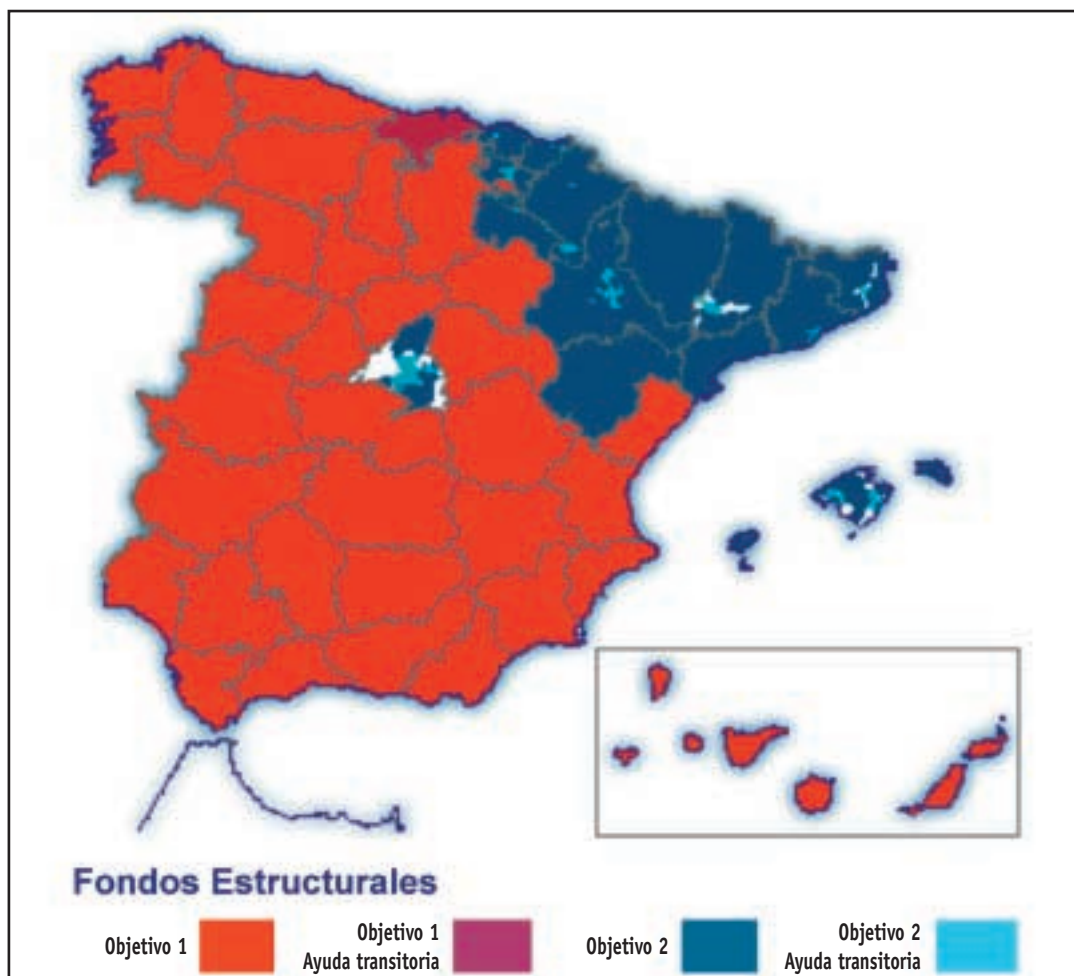 Fondos Estructurales
Objetivo 1
Objetivo 1
Ayuda transitoria
Objetivo 2
Objetivo 2
Ayuda transitoria